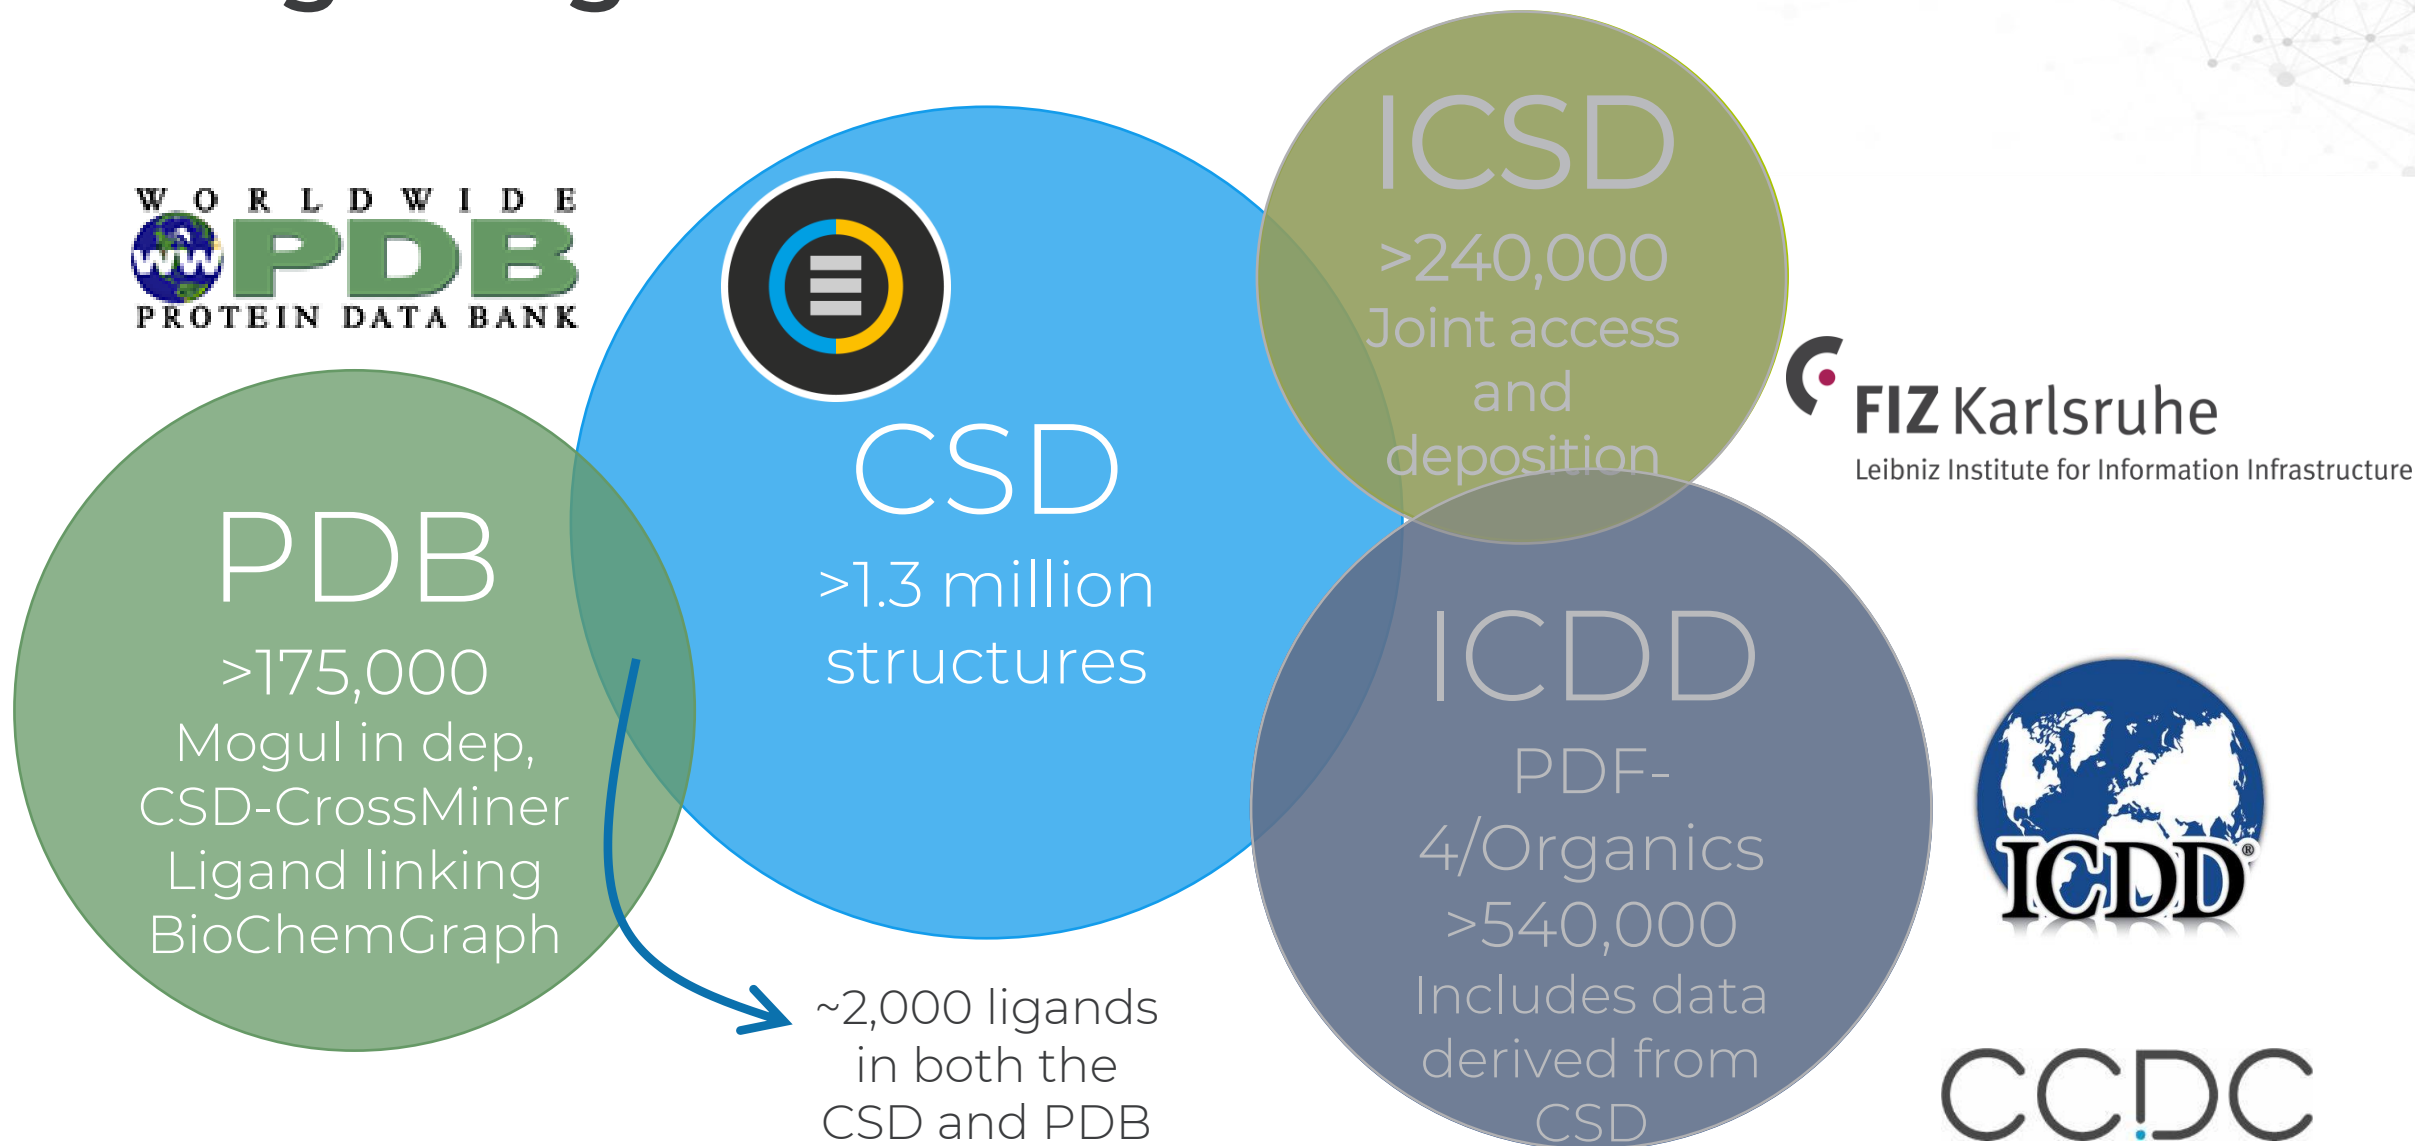 WORLDWIDE
WW PDB
PROTEIN DATA BANK
PDB
>175,000
Mogul in dep,
CSD-CrossMiner
Ligand linking
BioChemGraph
CSD
>1.3 million
structures
~2,000 ligands
in both the
CSD and PDB
ICSD
>240,000
Joint access
and
deposition
FIZ Karlsruhe
Leibniz Institute for Information Infrastructure
ICDD
PDF-
4/Organics
>540,000
Includes data
derived from
CSD
ICDD®
CCDC